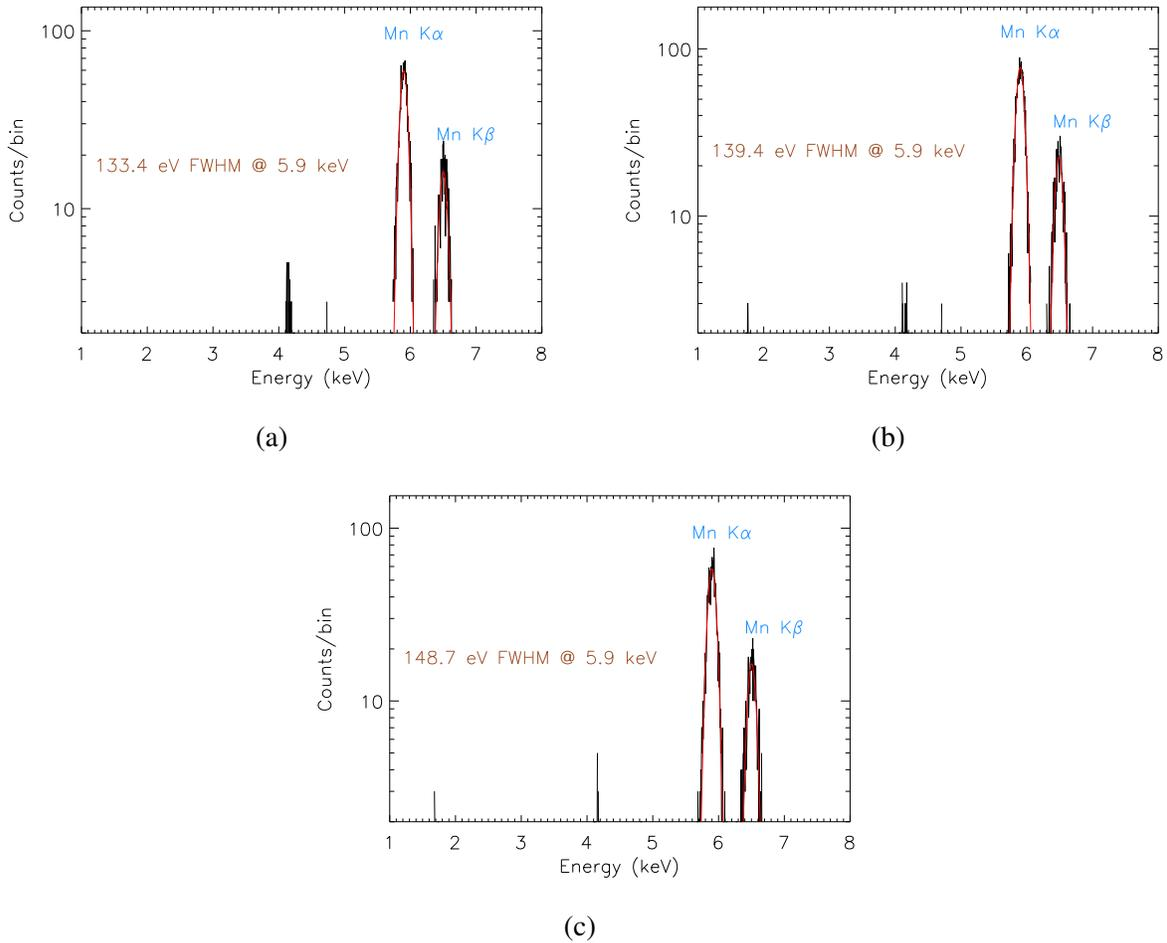 100
10
Counts/bin
Mn Kα
Mn Kβ
133.4 eV FWHM @ 5.9 keV
1 2 3 4 5 6 7 8
Energy (keV)
(a)
100
10
Counts/bin
Mn Kα
Mn Kβ
139.4 eV FWHM @ 5.9 keV
1 2 3 4 5 6 7 8
Energy (keV)
(b)
100
10
Counts/bin
Mn Kα
Mn Kβ
148.7 eV FWHM @ 5.9 keV
1 2 3 4 5 6 7 8
Energy (keV)
(c)